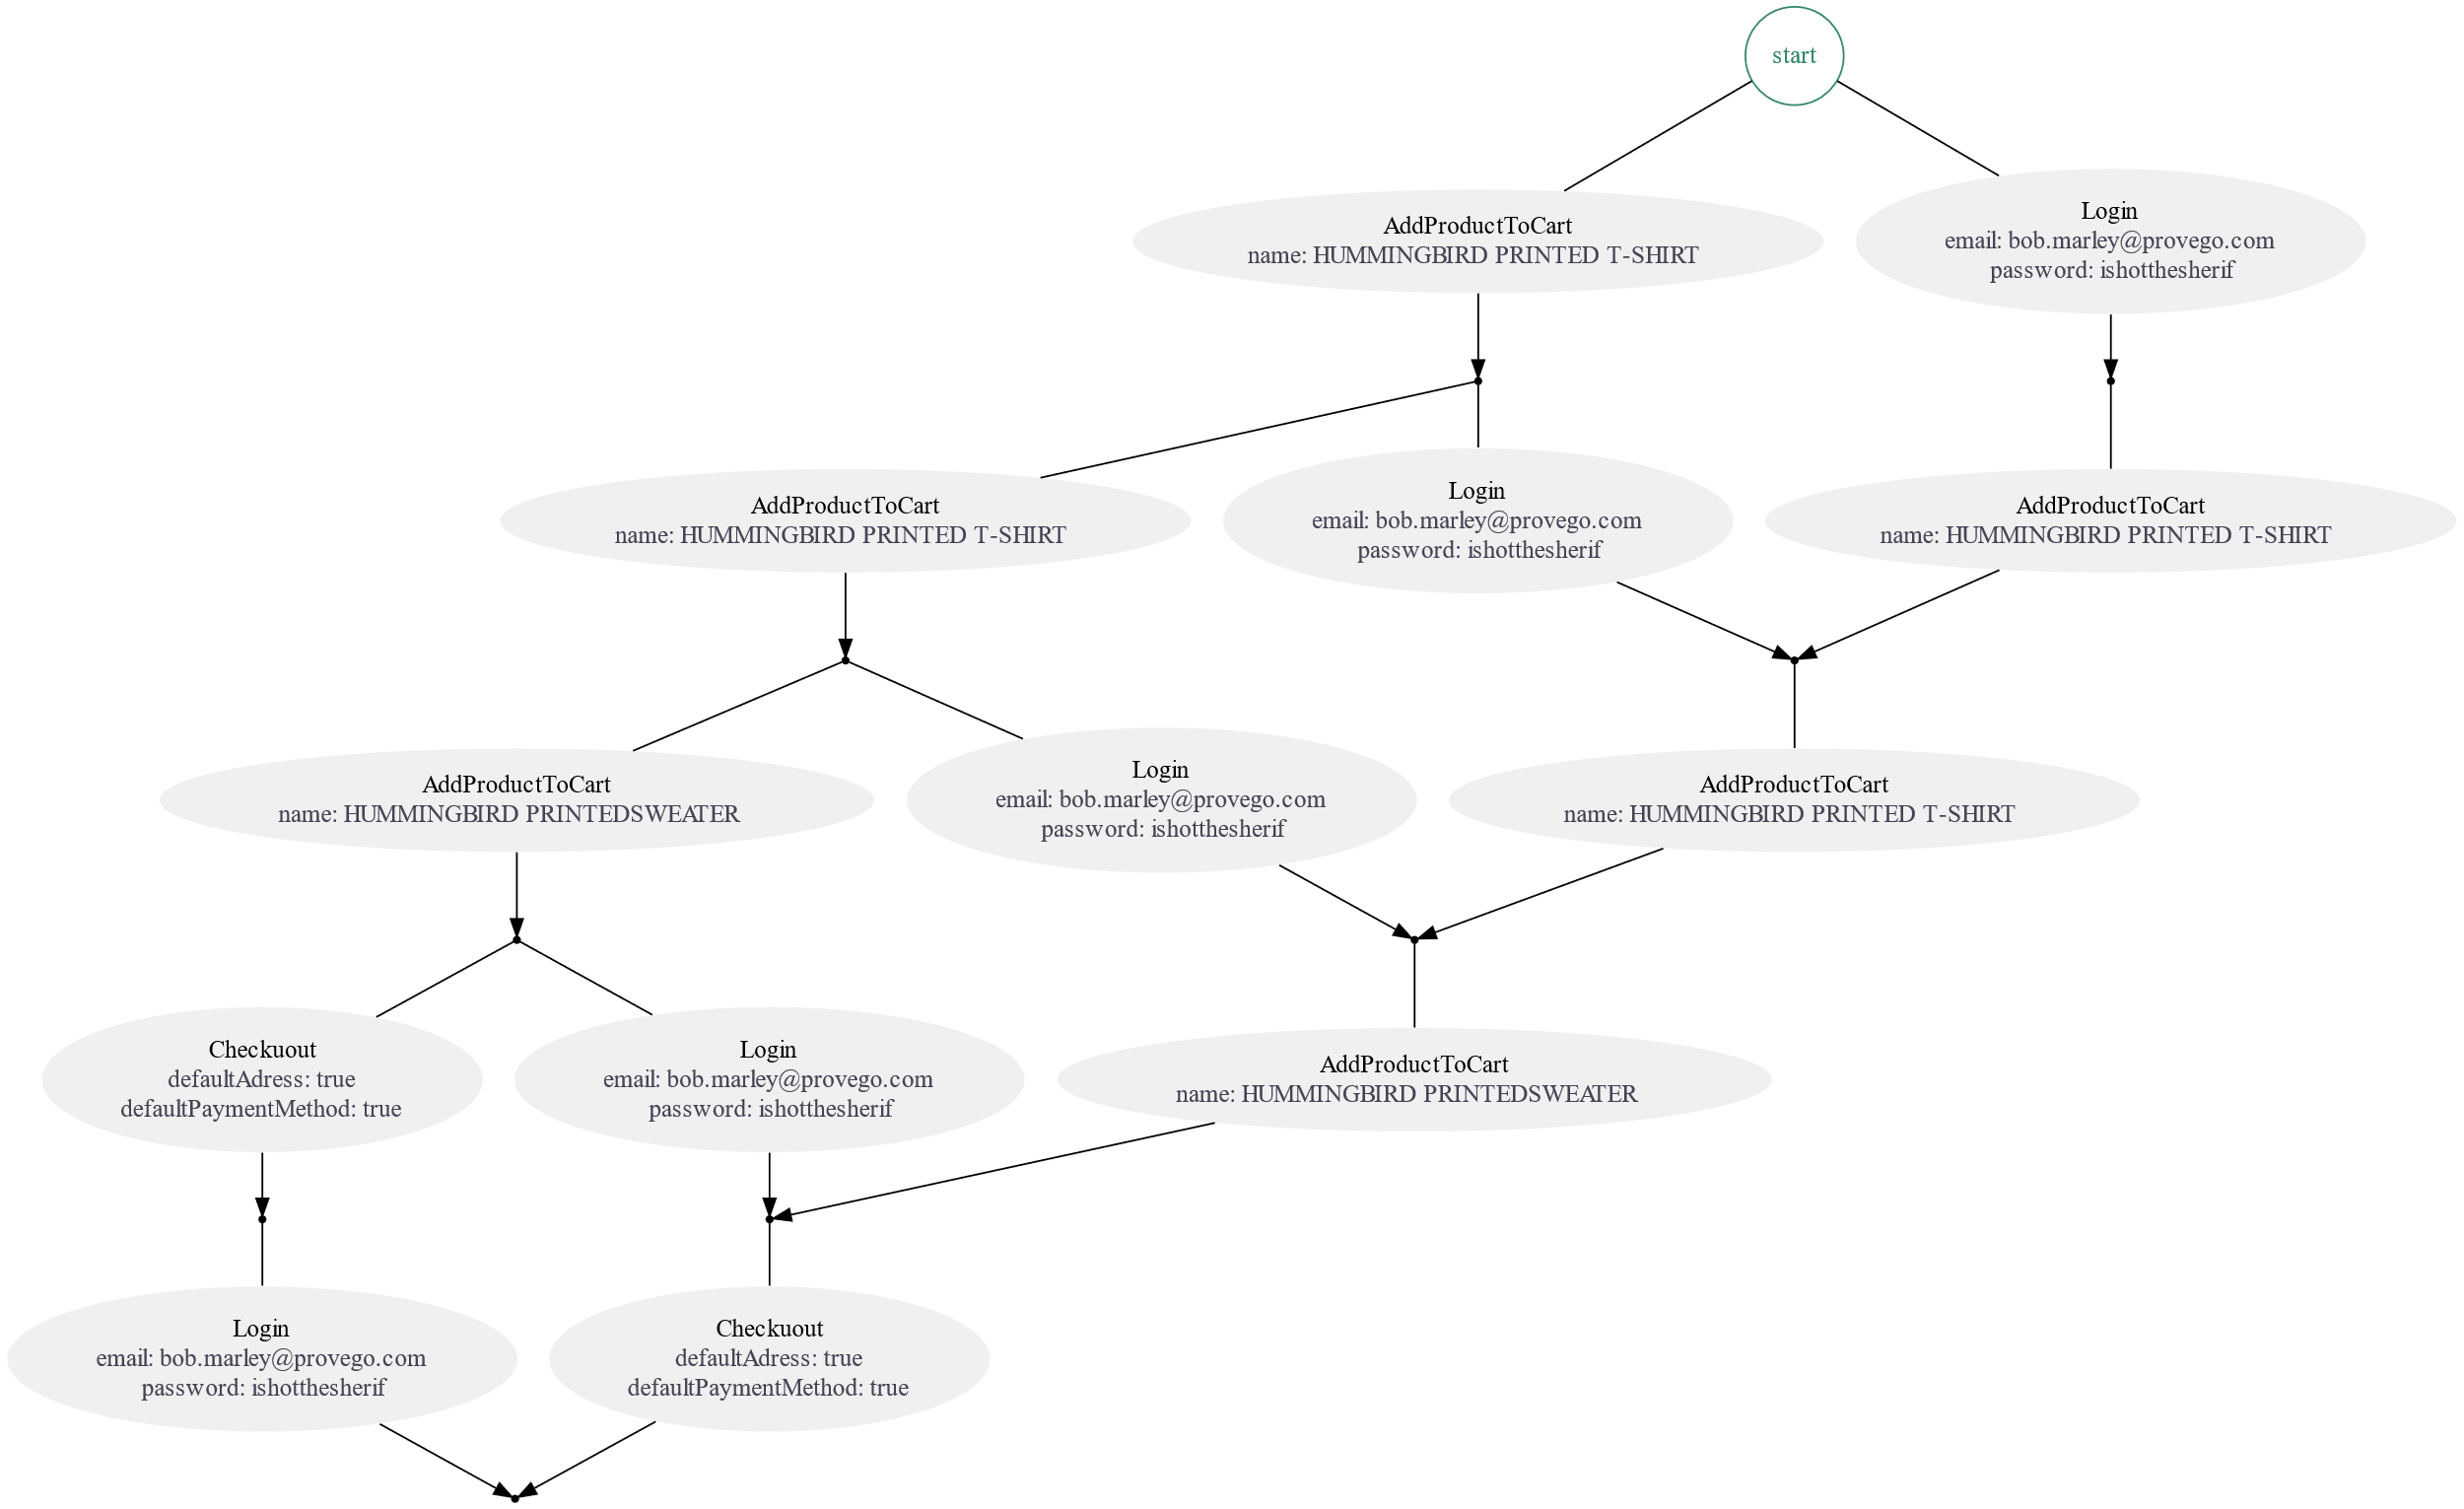 start
AddProductToCart
name: HUMMINGBIRD PRINTED T-SHIRT
Login
email: bob.marley@provego.com
password: ishotthesherif
AddProductToCart
name: HUMMINGBIRD PRINTED T-SHIRT
Login
email: bob.marley@provego.com
password: ishotthesherif
AddProductToCart
name: HUMMINGBIRD PRINTED T-SHIRT
AddProductToCart
name: HUMMINGBIRD PRINTEDSWEATER
Login
email: bob.marley@provego.com
password: ishotthesherif
AddProductToCart
name: HUMMINGBIRD PRINTED T-SHIRT
Checkuout
defaultAdress: true
defaultPaymentMethod: true
Login
email: bob.marley@provego.com
password: ishotthesherif
AddProductToCart
name: HUMMINGBIRD PRINTEDSWEATER
Login
email: bob.marley@provego.com
password: ishotthesherif
Checkuout
defaultAdress: true
defaultPaymentMethod: true